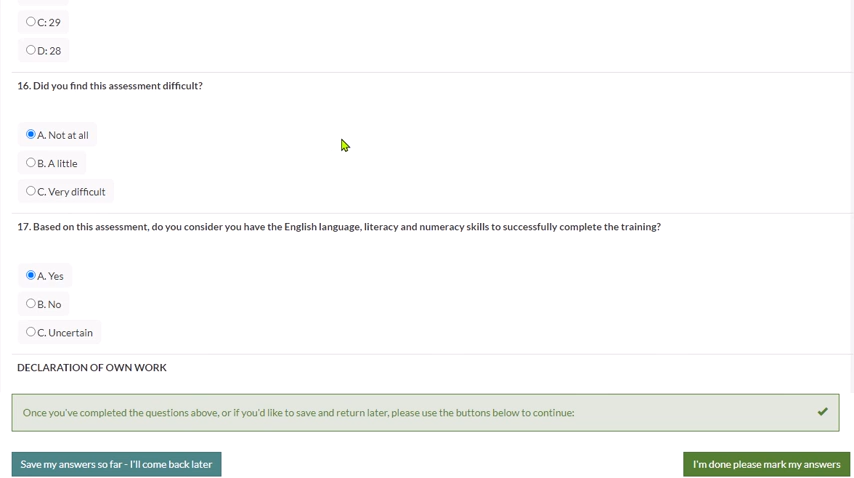 C: 29
D: 28
16. Did you find this assessment difficult?
A. Not at all
B. A little
C. Very difficult
17. Based on this assessment, do you consider you have the English language, literacy and numeracy skills to successfully complete the training?
A. Yes
B. No
C. Uncertain
DECLARATION OF OWN WORK
Once you've completed the questions above, or if you'd like to save and return later, please use the buttons below to continue:
Save my answers so far - I'll come back later
I'm done please mark my answers